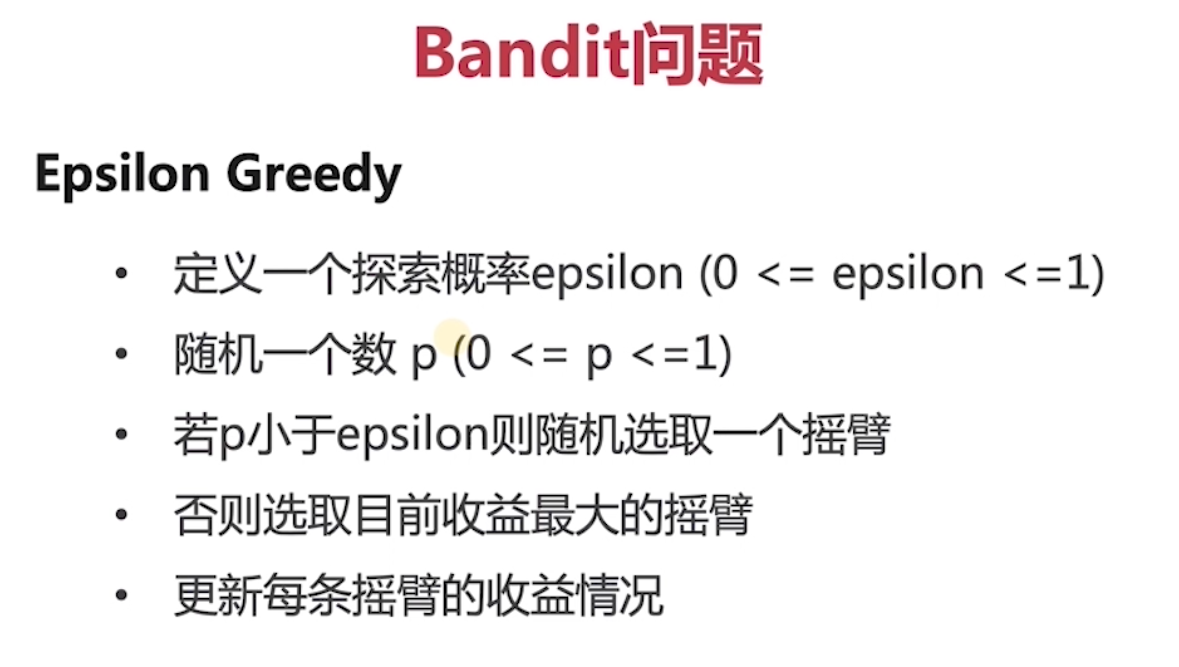 Bandit问题
Epsilon Greedy
• 定义一个探索概率epsilon (0 <= epsilon <=1)
• 随机一个数 p (0 <= p <=1)
• 若p小于epsilon则随机选取一个摇臂
• 否则选取目前收益最大的摇臂
• 更新每条摇臂的收益情况